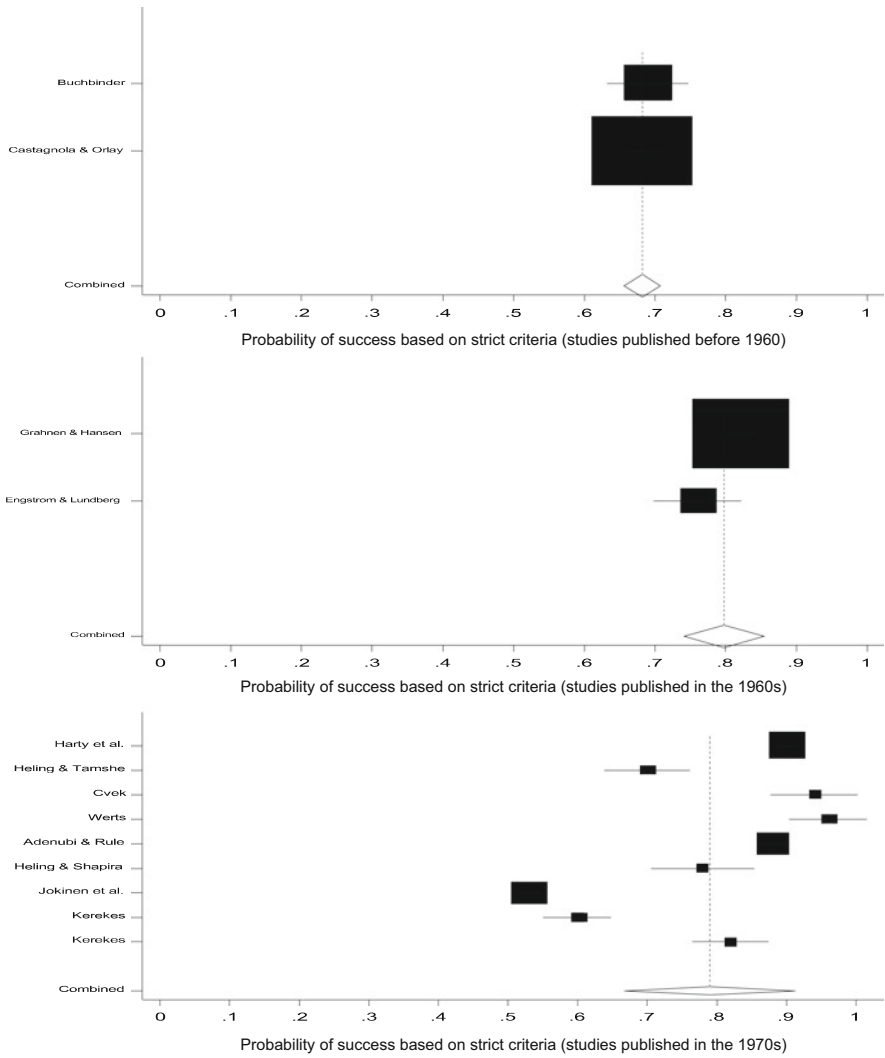 Buchbinder
Castagnola & Orlay
Combined
0 .1 .2 .3 .4 .5 .6 .7 .8 .9 1
Probability of success based on strict criteria (studies published before 1960)
Grahnen & Hansen
Engstrom & Lundberg
Combined
0 .1 .2 .3 .4 .5 .6 .7 .8 .9 1
Probability of success based on strict criteria (studies published in the 1960s)
Harty et al.
Heling & Tamshe
Cvek
Werts
Adenubi & Rule
Heling & Shapira
Jokinen et al.
Kerekes
Kerekes
Combined
0 .1 .2 .3 .4 .5 .6 .7 .8 .9 1
Probability of success based on strict criteria (studies published in the 1970s)